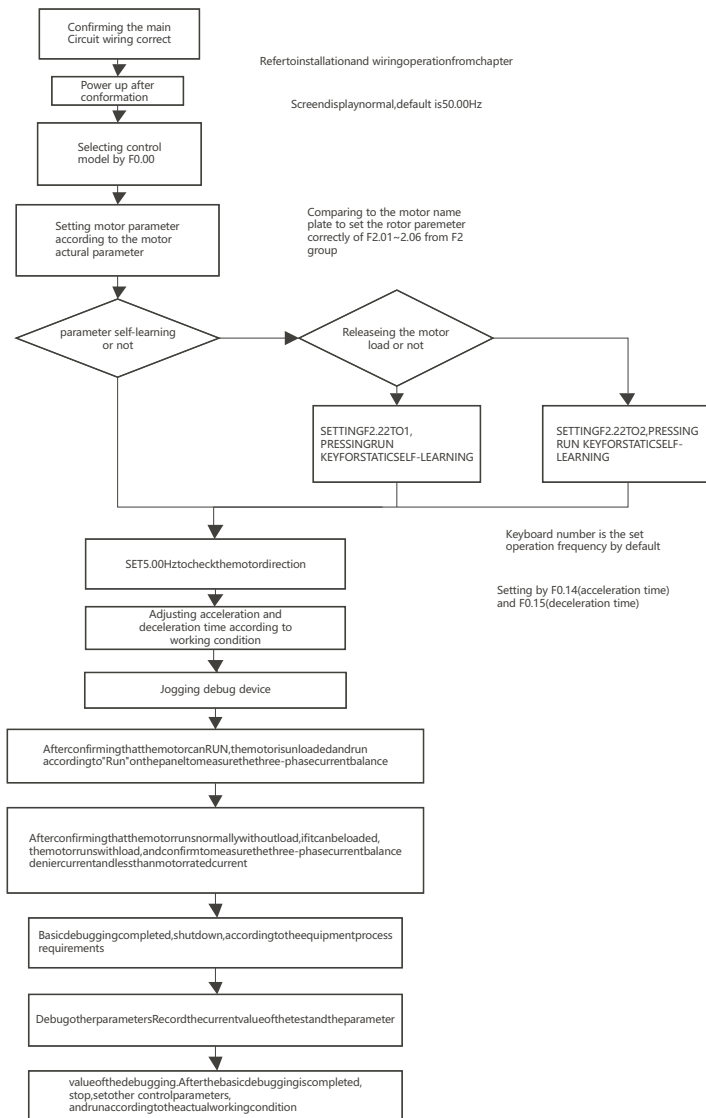 Confirming the main
Circuit wiring correct
Refertoinstallationand wiringoperationfromchapter
Power up after
conformation
Screendisplaynormal,default is50.00Hz
Selecting control
model by F0.00
Setting motor parameter
according to the motor
actural parameter
Comparing to the motor name
plate to set the rotor paremeter
correctly of F2.01~2.06 from F2
group
parameter self-learning
or not
Releaseing the motor
load or not
SETTINGF2.22TO1,
PRESSINGRUN
KEYFORSTATICSELF-LEARNING
SETTINGF2.22TO2,PRESSING
RUN KEYFORSTATICSELF-
LEARNING
Keyboard number is the set
operation frequency by default
SET5.00Hztocheckthemotordirection
Setting by F0.14(acceleration time)
and F0.15(deceleration time)
Adjusting acceleration and
deceleration time according to
working condition
Jogging debug device
AfterconfirmingthatthemotorcanRUN,themotorisunloadedandrun
accordingto"Run"onthepaneltomeasurethethree-phasecurrentbalance
Afterconfirmingthatthemotorrunsnormallywithoutload,ifitcanbeloaded,
themotorrunswithload,andconfirmtomeasurethethree-phasecurrentbalance
deniercurrentandlessthanmotorratedcurrent
Basicdebuggingcompleted,shutdown,accordingtotheequipmentprocess
requirements
DebugotherparametersRecordthecurrentvalueofthetestandtheparameter
valueofthedebugging.Afterthebasicdebuggingiscompleted,
stop,setother controlparameters,
andrunaccordingtotheactualworkingcondition